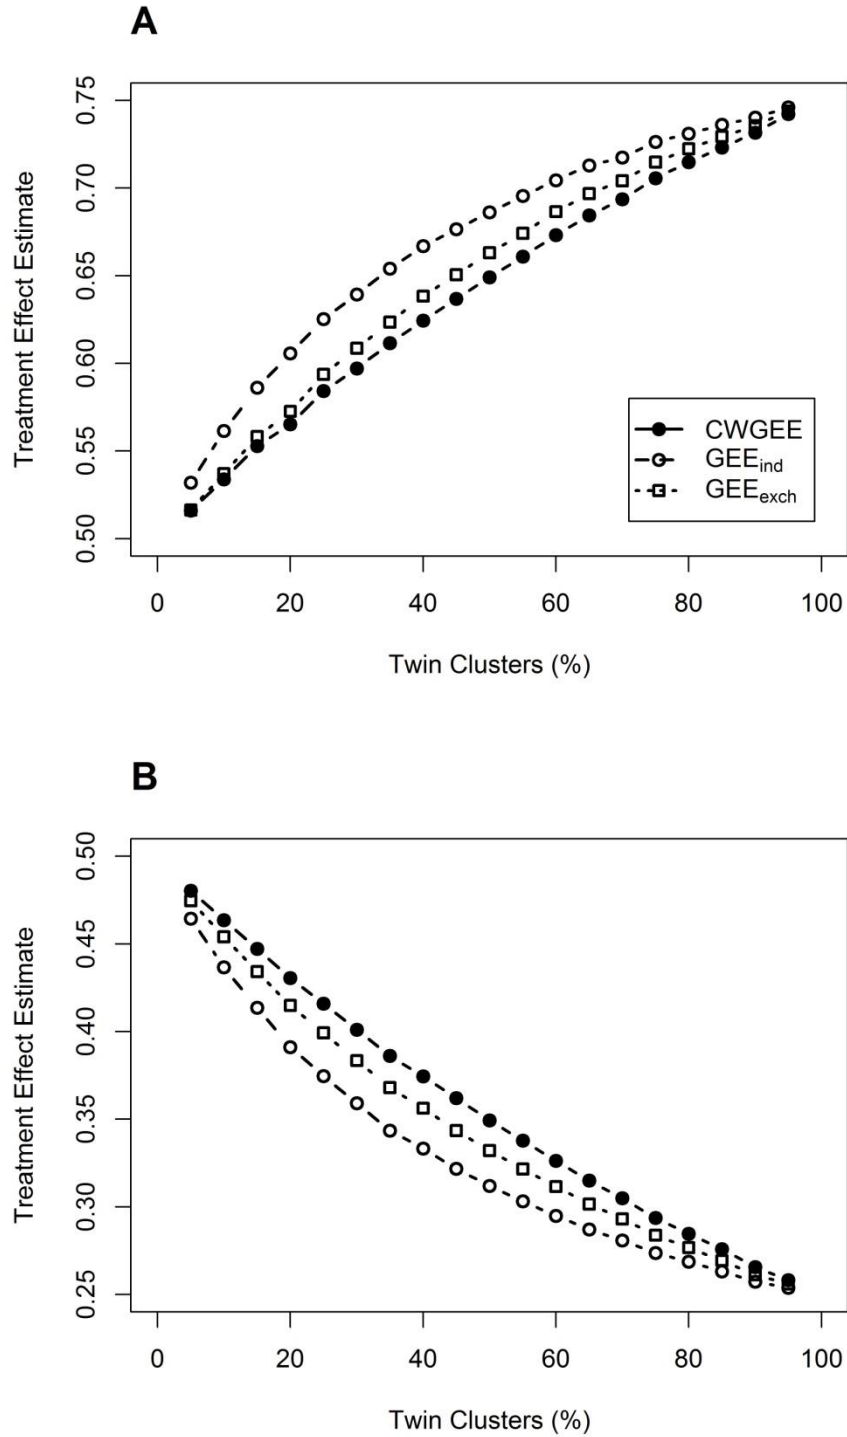 A
Treatment Effect Estimate
0.75
0.70
0.65
0.60
0.55
0.50
CWGEE
GEEind
GEEexch
0 20 40 60 80 100
Twin Clusters (%)
B
Treatment Effect Estimate
0.50
0.45
0.40
0.35
0.30
0.25
0 20 40 60 80 100
Twin Clusters (%)